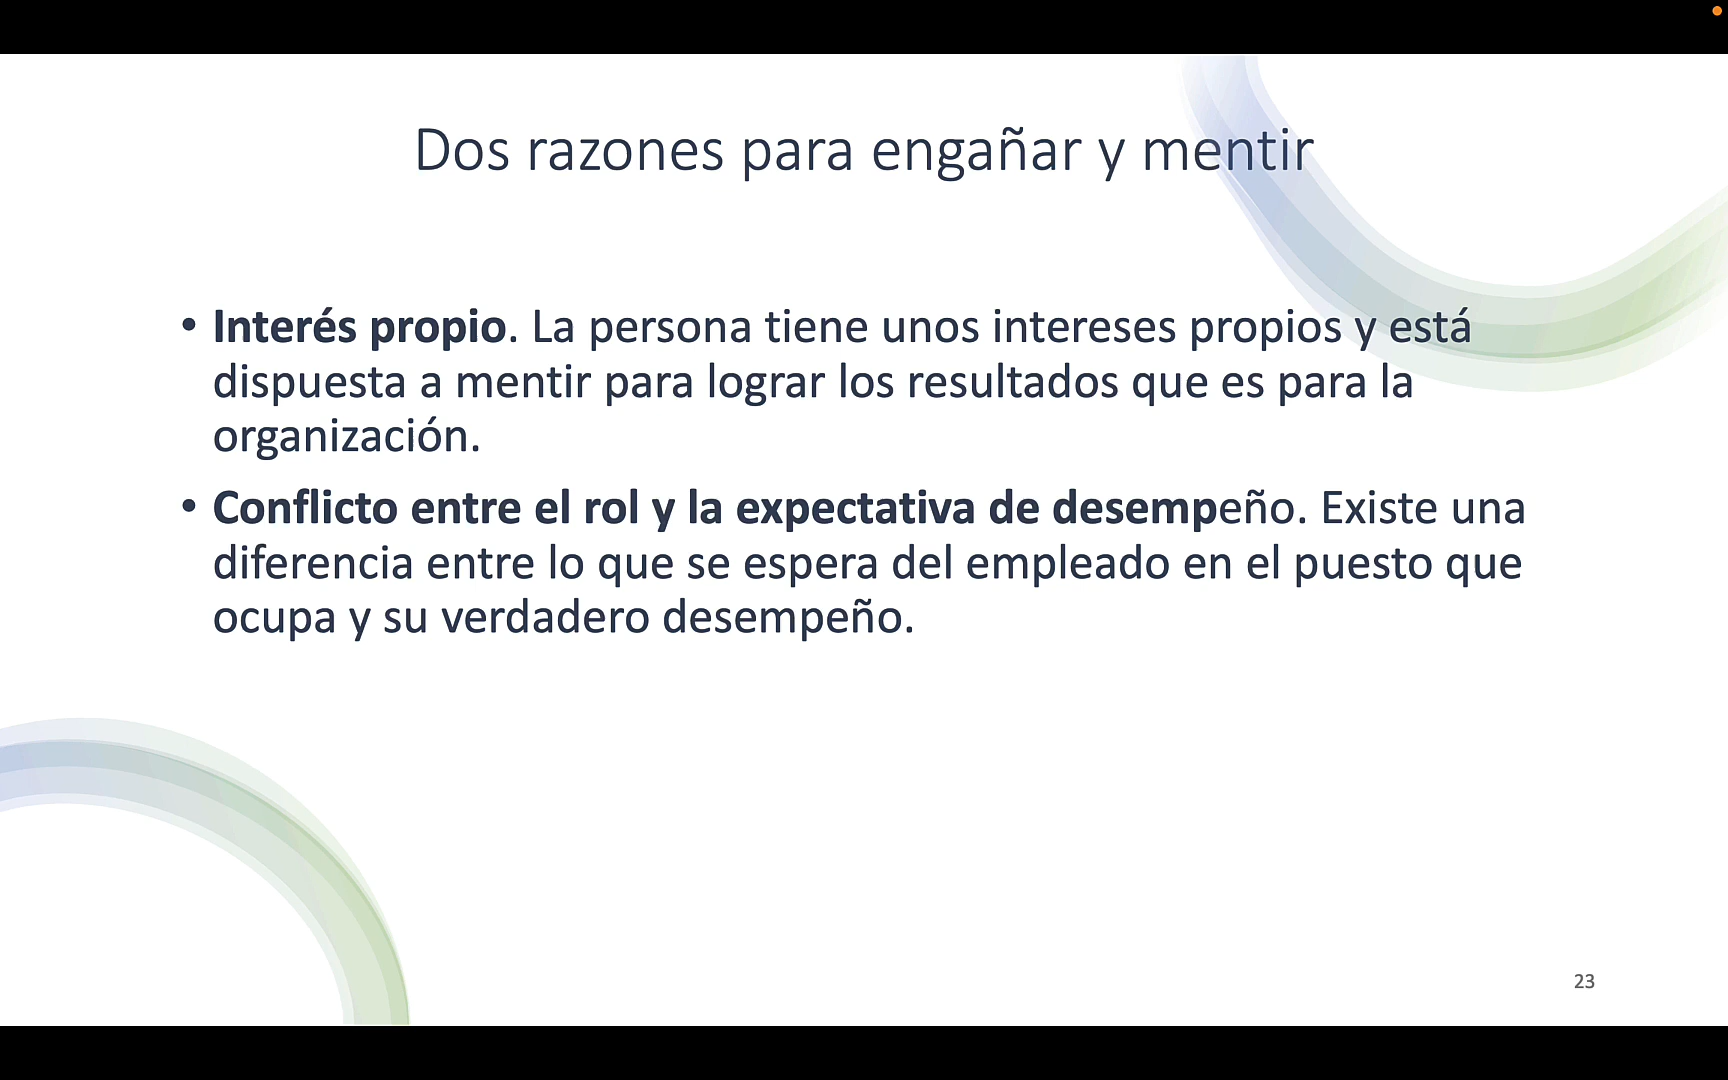 Dos razones para engañar y mentir
• Interés propio. La persona tiene unos intereses propios y está
dispuesta a mentir para lograr los resultados que es para la
organización.
• Conflicto entre el rol y la expectativa de desempeño. Existe una
diferencia entre lo que se espera del empleado en el puesto que
ocupa y su verdadero desempeño.
23